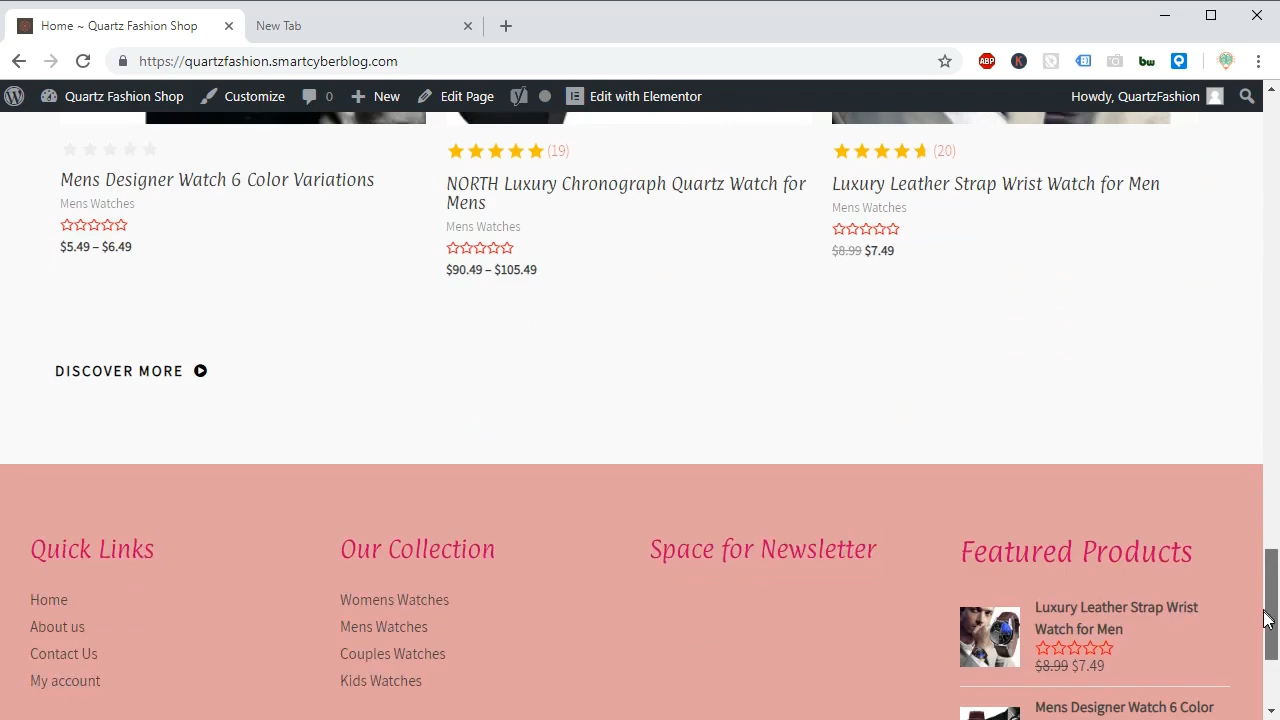 Home ~ Quartz Fashion Shop
New Tab
https://quartzfashion.smartcyberblog.com
ABP
K
bw
Quartz Fashion Shop
Customize
0
New
Edit Page
Edit with Elementor
Howdy, QuartzFashion
(19)
(20)
Mens Designer Watch 6 Color Variations
Mens Watches
$5.49 – $6.49
NORTH Luxury Chronograph Quartz Watch for
Mens
Mens Watches
$90.49 – $105.49
Luxury Leather Strap Wrist Watch for Men
Mens Watches
$8.99 $7.49
DISCOVER MORE
Quick Links
Home
About us
Contact Us
My account
Our Collection
Womens Watches
Mens Watches
Couples Watches
Kids Watches
Space for Newsletter
Featured Products
Luxury Leather Strap Wrist
Watch for Men
$8.99 $7.49
Mens Designer Watch 6 Color